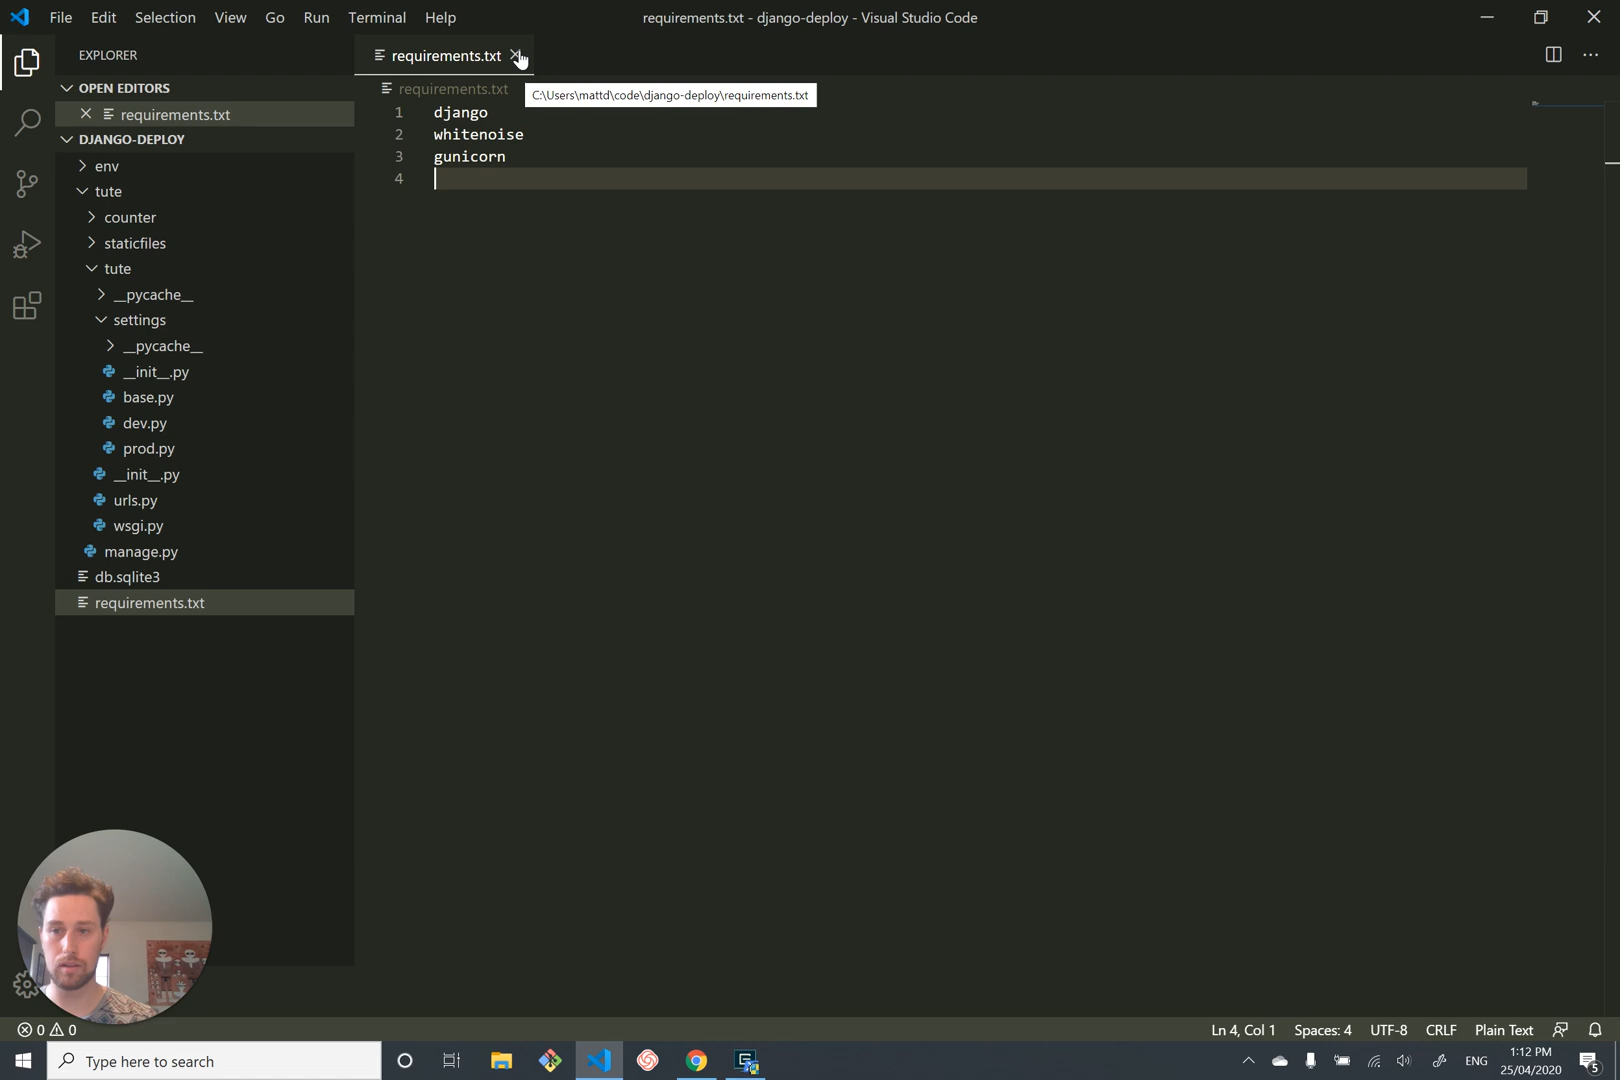 File Edit Selection View Go Run Terminal Help
requirements.txt - django-deploy - Visual Studio Code
EXPLORER
requirements.txt
OPEN EDITORS
requirements.txt
requirements.txt
C:\Users\mattd\code\django-deploy\requirements.txt
DJANGO-DEPLOY
env
tute
counter
staticfiles
tute
__pycache__
settings
__pycache__
__init__.py
base.py
dev.py
prod.py
__init__.py
urls.py
wsgi.py
manage.py
db.sqlite3
requirements.txt
1 django
2 whitenoise
3 gunicorn
4
0 0
Ln 4, Col 1 Spaces: 4 UTF-8 CRLF Plain Text
Type here to search
ENG
1:12 PM
25/04/2020
5